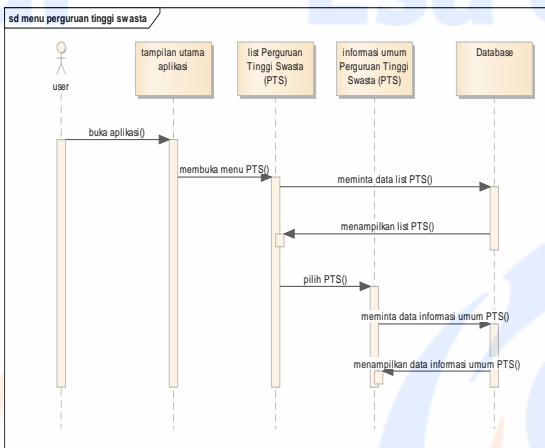 sd menu perguruan tinggi swasta
user
tampilan utama
aplikasi
list Perguruan
Tinggi Swasta
(PTS)
informasi umum
Perguruan Tinggi
Swasta (PTS)
Database
buka aplikasi()
membuka menu PTS()
meminta data list PTS()
menampilkan list PTS()
pilih PTS()
meminta data informasi umum PTS()
menampilkan data informasi umum PTS()